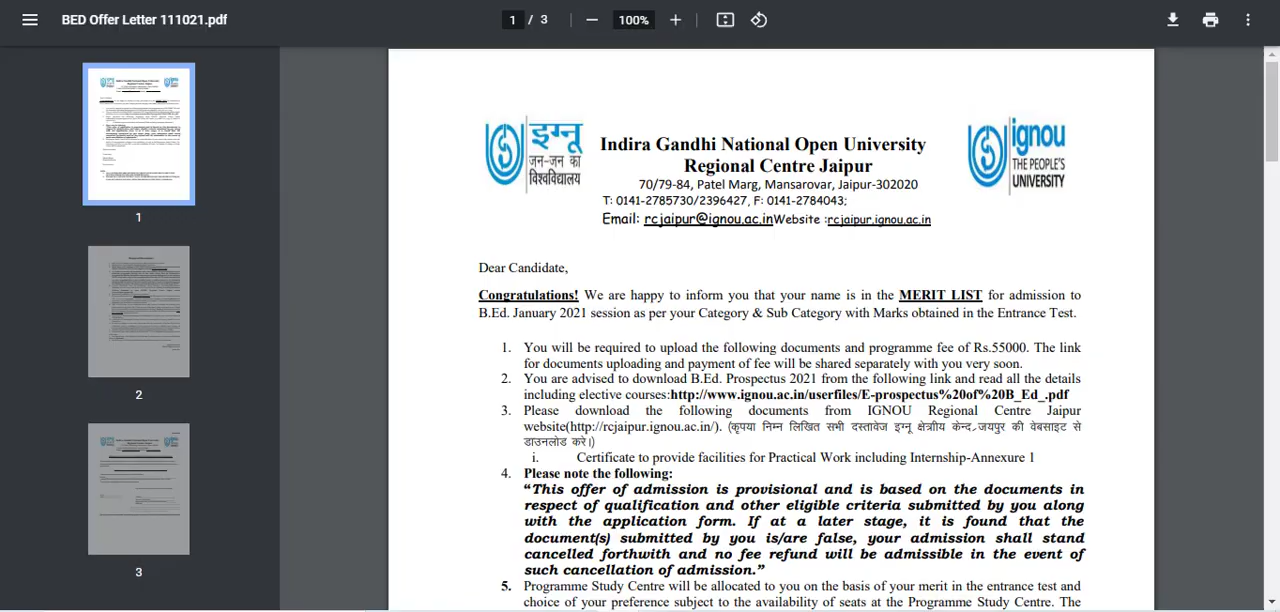 BED Offer Letter 111021.pdf
1 / 3
100%
1
2
3
इग्नू
जन-जन का
विश्वविद्यालय
Indira Gandhi National Open University
Regional Centre Jaipur
70/79-84, Patel Marg, Mansarovar, Jaipur-302020
T: 0141-2785730/2396427, F: 0141-2784043;
Email: rcjaipur@ignou.ac.inWebsite :rcjaipur.ignou.ac.in
ignou
THE PEOPLE'S
UNIVERSITY
Dear Candidate,
Congratulations! We are happy to inform you that your name is in the MERIT LIST for admission to
B.Ed. January 2021 session as per your Category & Sub Category with Marks obtained in the Entrance Test.
1. You will be required to upload the following documents and programme fee of Rs.55000. The link
for documents uploading and payment of fee will be shared separately with you very soon.
2. You are advised to download B.Ed. Prospectus 2021 from the following link and read all the details
including elective courses:http://www.ignou.ac.in/userfiles/E-prospectus%20of%20B_Ed_.pdf
3. Please download the following documents from IGNOU Regional Centre Jaipur
website(http://rcjaipur.ignou.ac.in/). (कृपया निम्न लिखित सभी दस्तावेज इग्नू क्षेत्रीय केन्द्र, जयपुर की वेबसाइट से
डाउनलोड करे।)
i. Certificate to provide facilities for Practical Work including Internship-Annexure 1
4. Please note the following:
“This offer of admission is provisional and is based on the documents in
respect of qualification and other eligible criteria submitted by you along
with the application form. If at a later stage, it is found that the
document(s) submitted by you is/are false, your admission shall stand
cancelled forthwith and no fee refund will be admissible in the event of
such cancellation of admission.”
5. Programme Study Centre will be allocated to you on the basis of your merit in the entrance test and
choice of your preference subject to the availability of seats at the Programme Study Centre. The